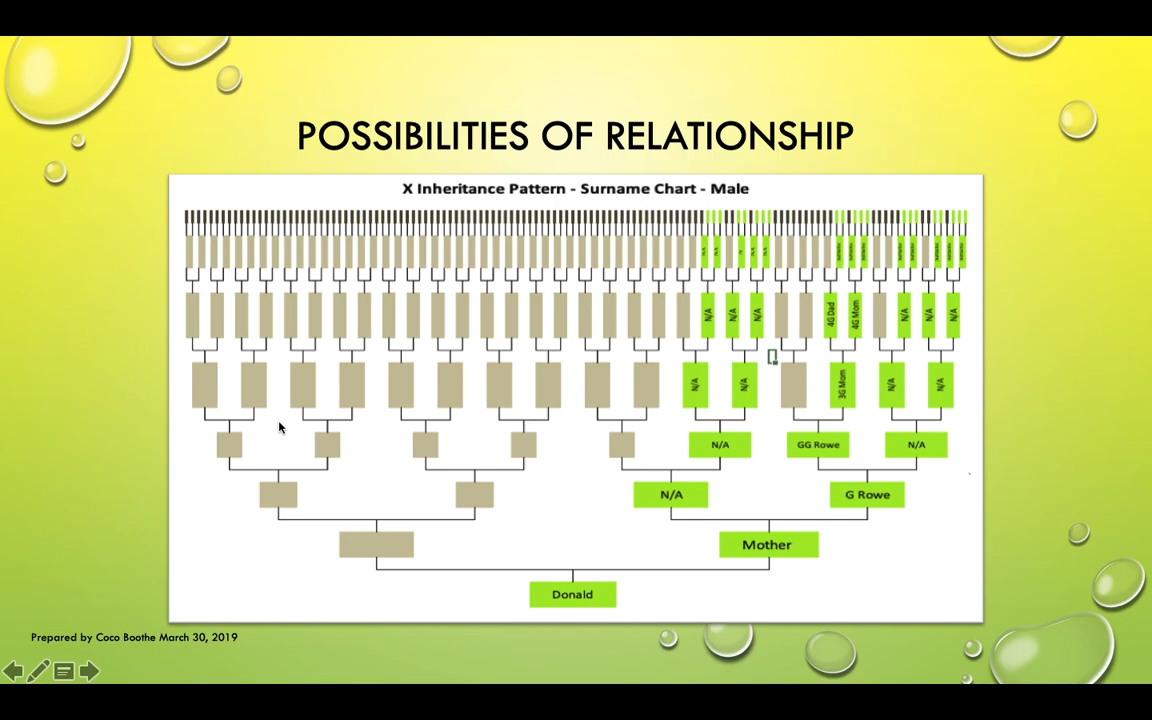 POSSIBILITIES OF RELATIONSHIP
X Inheritance Pattern - Surname Chart - Male
N/A
N/A
N/A
4G Dad
4G Mom
N/A
N/A
N/A
N/A
N/A
3G Mom
N/A
N/A
N/A
GG Rowe
N/A
N/A
G Rowe
Mother
Donald
Prepared by Coco Boothe March 30, 2019